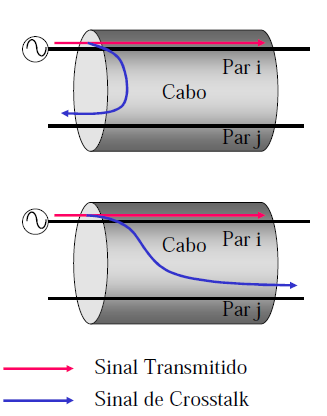 Par i
Cabo
Par j
Cabo Par i
Par j
Sinal Transmitido
Sinal de Crosstalk